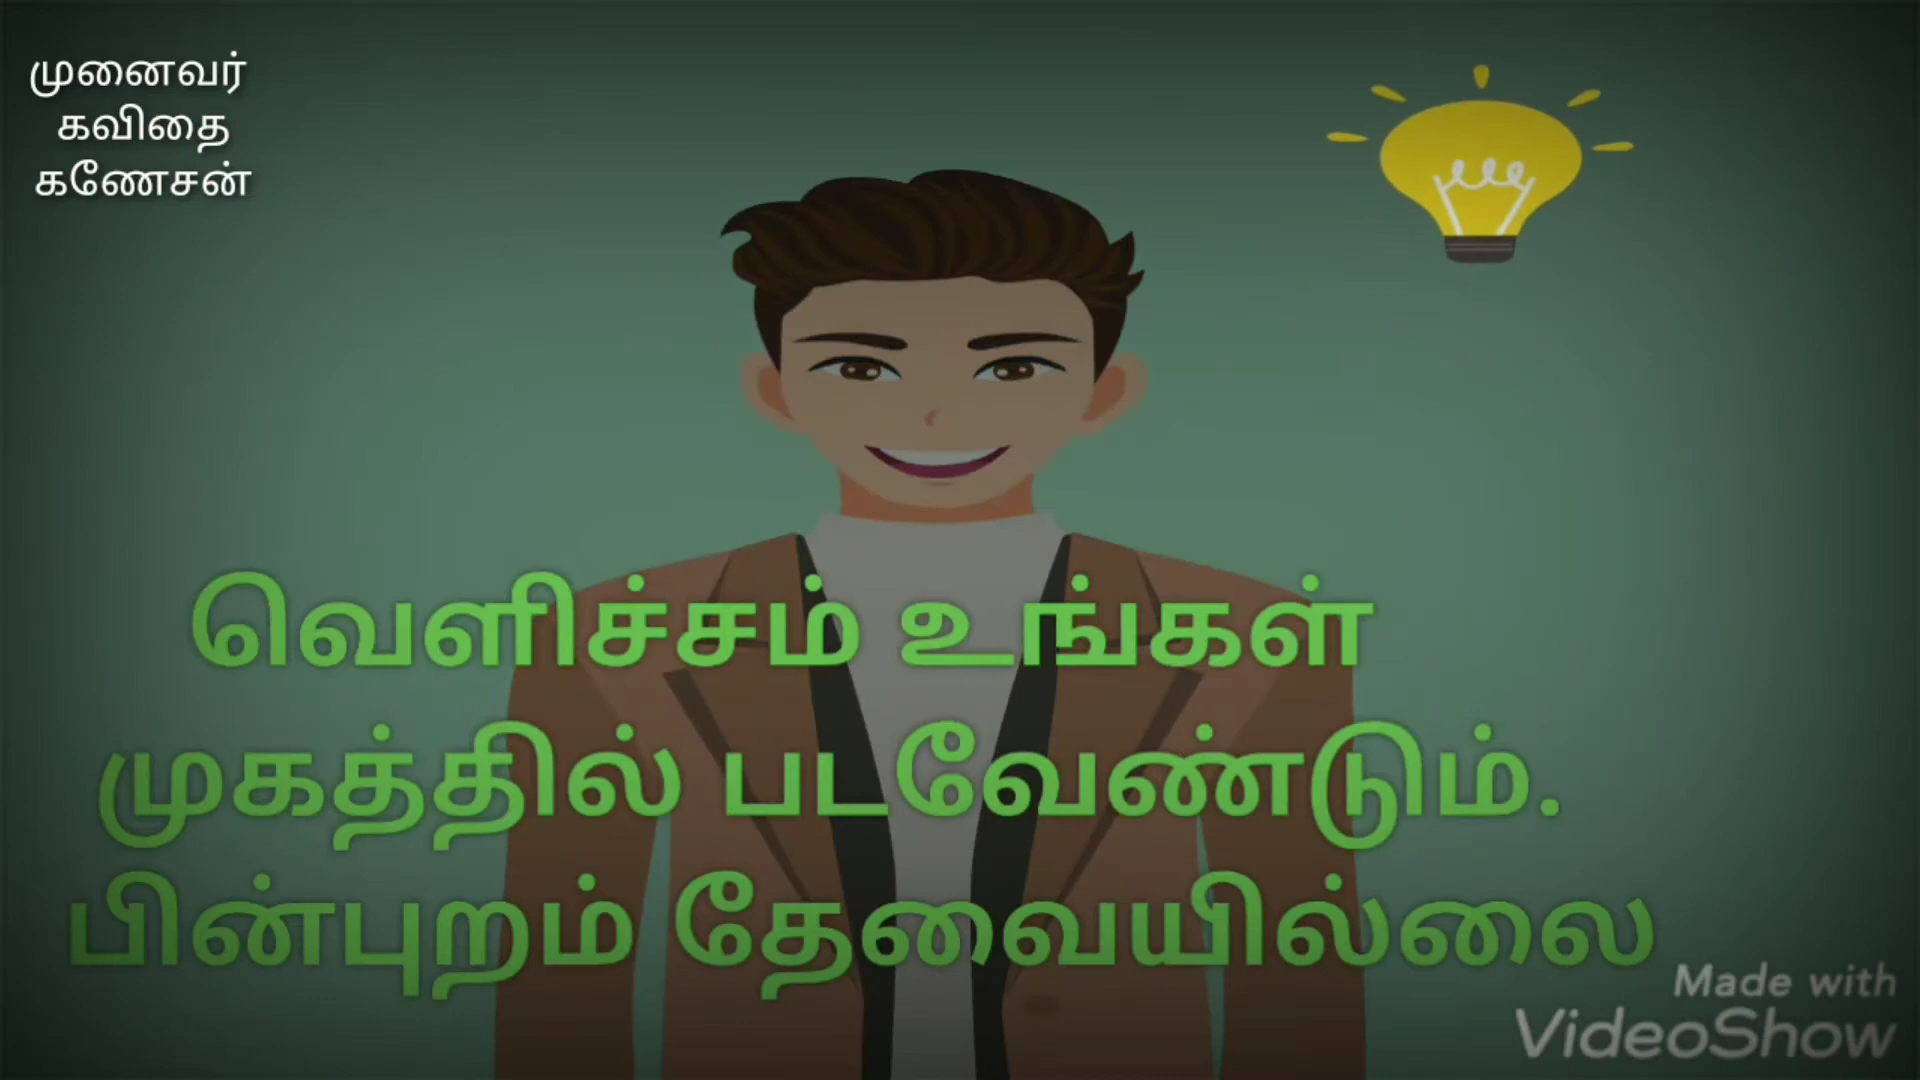 முனைவர்
கவிதை
கணேசன்
வெளிச்சம் உங்கள்
முகத்தில் படவேண்டும்.
பின்புறம் தேவையில்லை
Made with
VideoShow